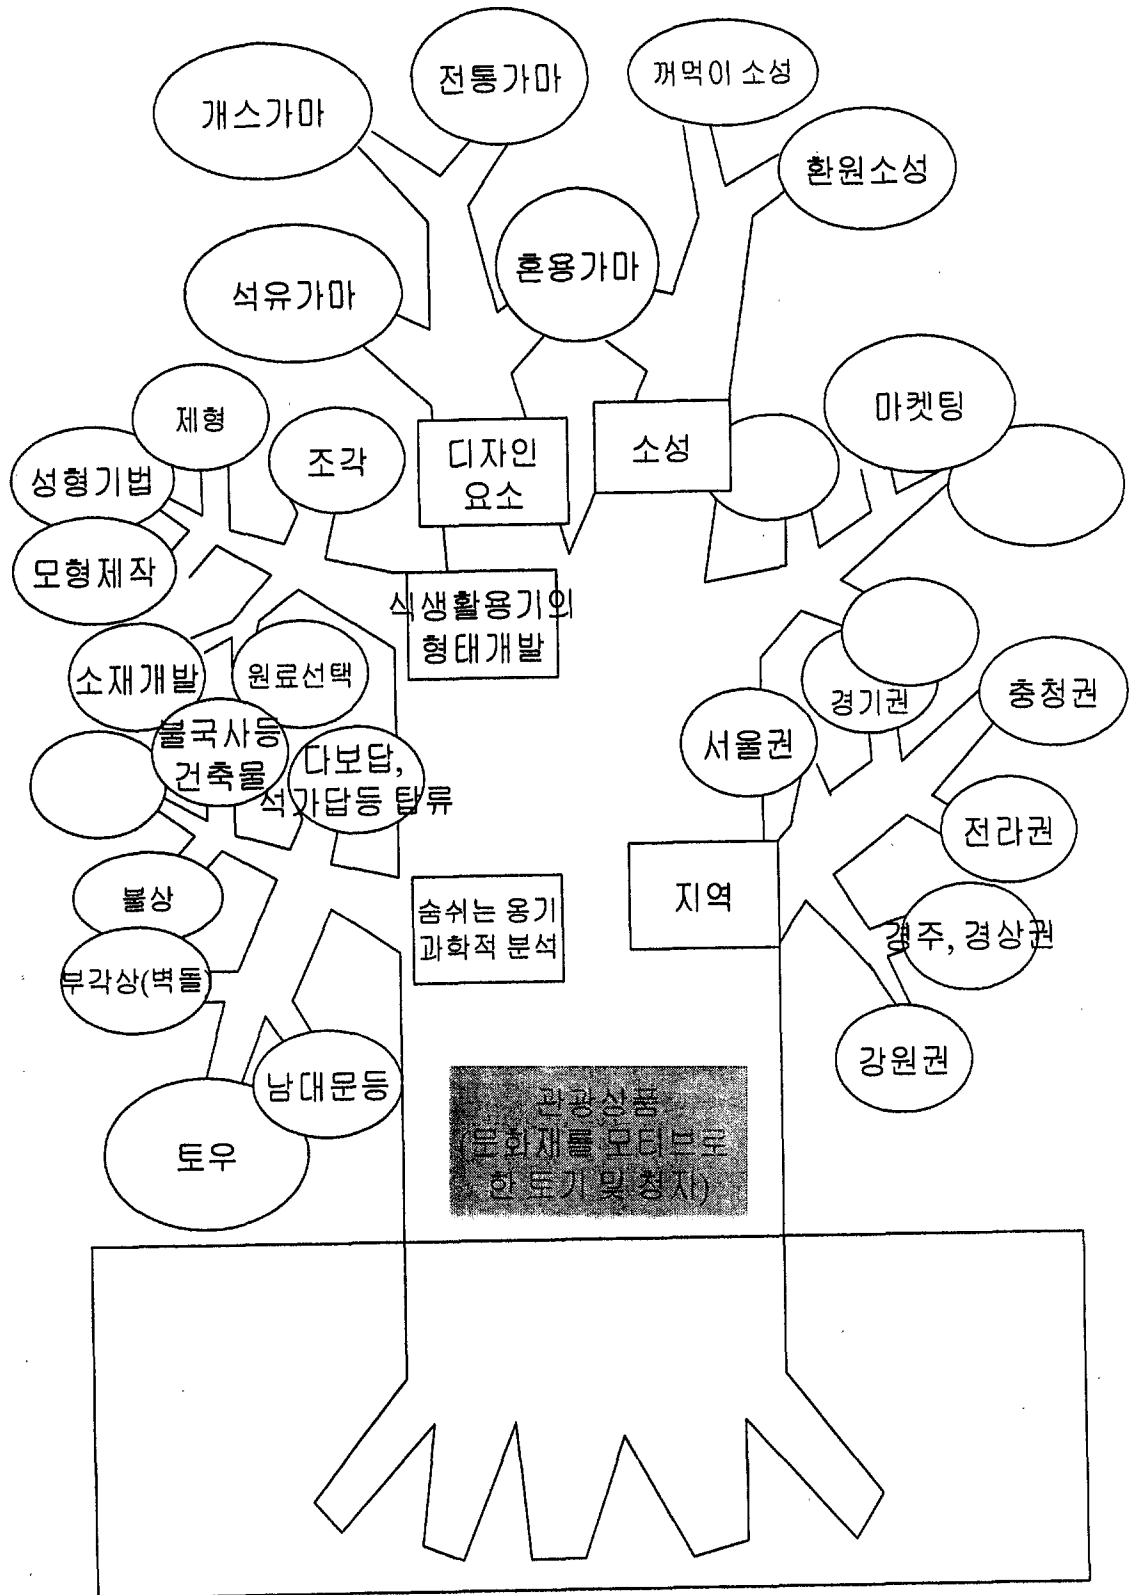 전통가마
꺼먹이 소성
개스가마
환원소성
혼용가마
석유가마
마켓팅
제형
조각
디자인
요소
소성
성형기법
모형제작
식생활용기의
형태개발
소재개발
원료선택
경기권
충청권
불국사등
건축물
다보답,
석가답등 탑류
서울권
전라권
불상
숨쉬는 옹기
과학적 분석
지역
경주, 경상권
부각상(벽돌)
강원권
남대문등
토우
관광상품
(문화재를 모티브로
한 토기 및 청자)